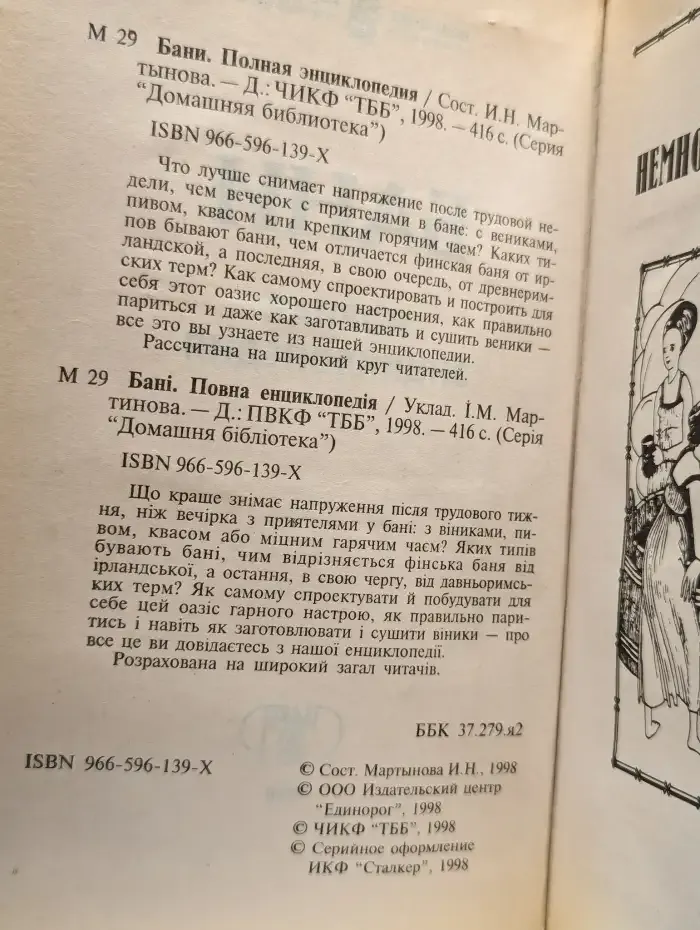 М 29 Бани. Полная энциклопедия / Сост. И.Н. Мар-
тынова. — Д.: ЧИКФ “ТББ”, 1998. — 416 с. (Серия
“Домашняя библиотека”)
ISBN 966-596-139-X
Что лучше снимает напряжение после трудовой не-
дели, чем вечерок с приятелями в бане: с вениками,
пивом, квасом или крепким горячим чаем? Каких ти-
пов бывают бани, чем отличается финская баня от ир-
ландской, а последняя, в свою очередь, от древнерим-
ских терм? Как самому спроектировать и построить для
себя этот оазис хорошего настроения, как правильно
париться и даже как заготавливать и сушить веники —
все это вы узнаете из нашей энциклопедии.
Рассчитана на широкий круг читателей.
М 29 Бані. Повна енциклопедія / Уклад. І.М. Мар-
тинова. — Д.: ПВКФ “ТББ”, 1998. — 416 с. (Серія
“Домашня бібліотека”)
ISBN 966-596-139-X
Що краще знімає напруження після трудового тиж-
ня, ніж вечірка з приятелями у бані: з віниками, пи-
вом, квасом або міцним гарячим чаєм? Яких типів
бувають бані, чим відрізняється фінська баня від
ірландської, а остання, в свою чергу, від давньоримсь-
ких терм? Як самому спроектувати й побудувати для
себе цей оазіс гарного настрою, як правильно пари-
тись і навіть як заготовлювати і сушити віники — про
все це ви довідаєтесь з нашої енциклопедії.
Розрахована на широкий загал читачів.
ББК 37.279.я2
ISBN 966-596-139-X
© Сост. Мартынова И.Н., 1998
© ООО Издательский центр
“Единорог”, 1998
© ЧИКФ “ТББ”, 1998
© Серийное оформление
ИКФ “Сталкер”, 1998